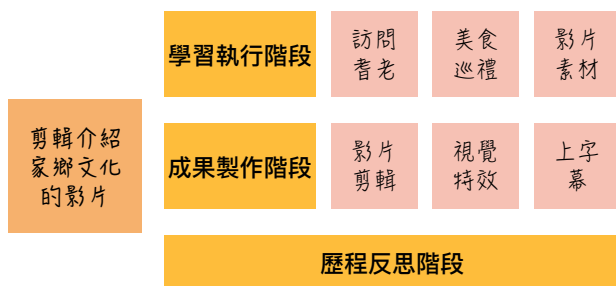 剪輯介紹
家鄉文化
的影片
學習執行階段
訪問
耆老
美食
巡禮
影片
素材
成果製作階段
影片
剪輯
視覺
特效
上字
幕
歷程反思階段